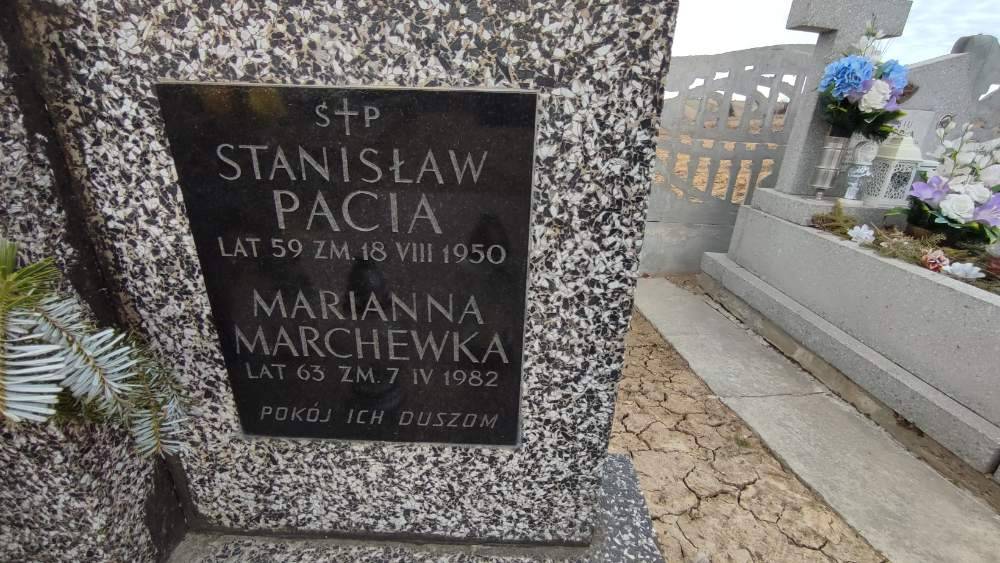 Ś†P
STANISŁAW
PACIA
LAT 59 ZM. 18 VIII 1950
MARIANNA
MARCHEWKA
LAT 63 ZM. 7 IV 1982
POKÓJ ICH DUSZOM